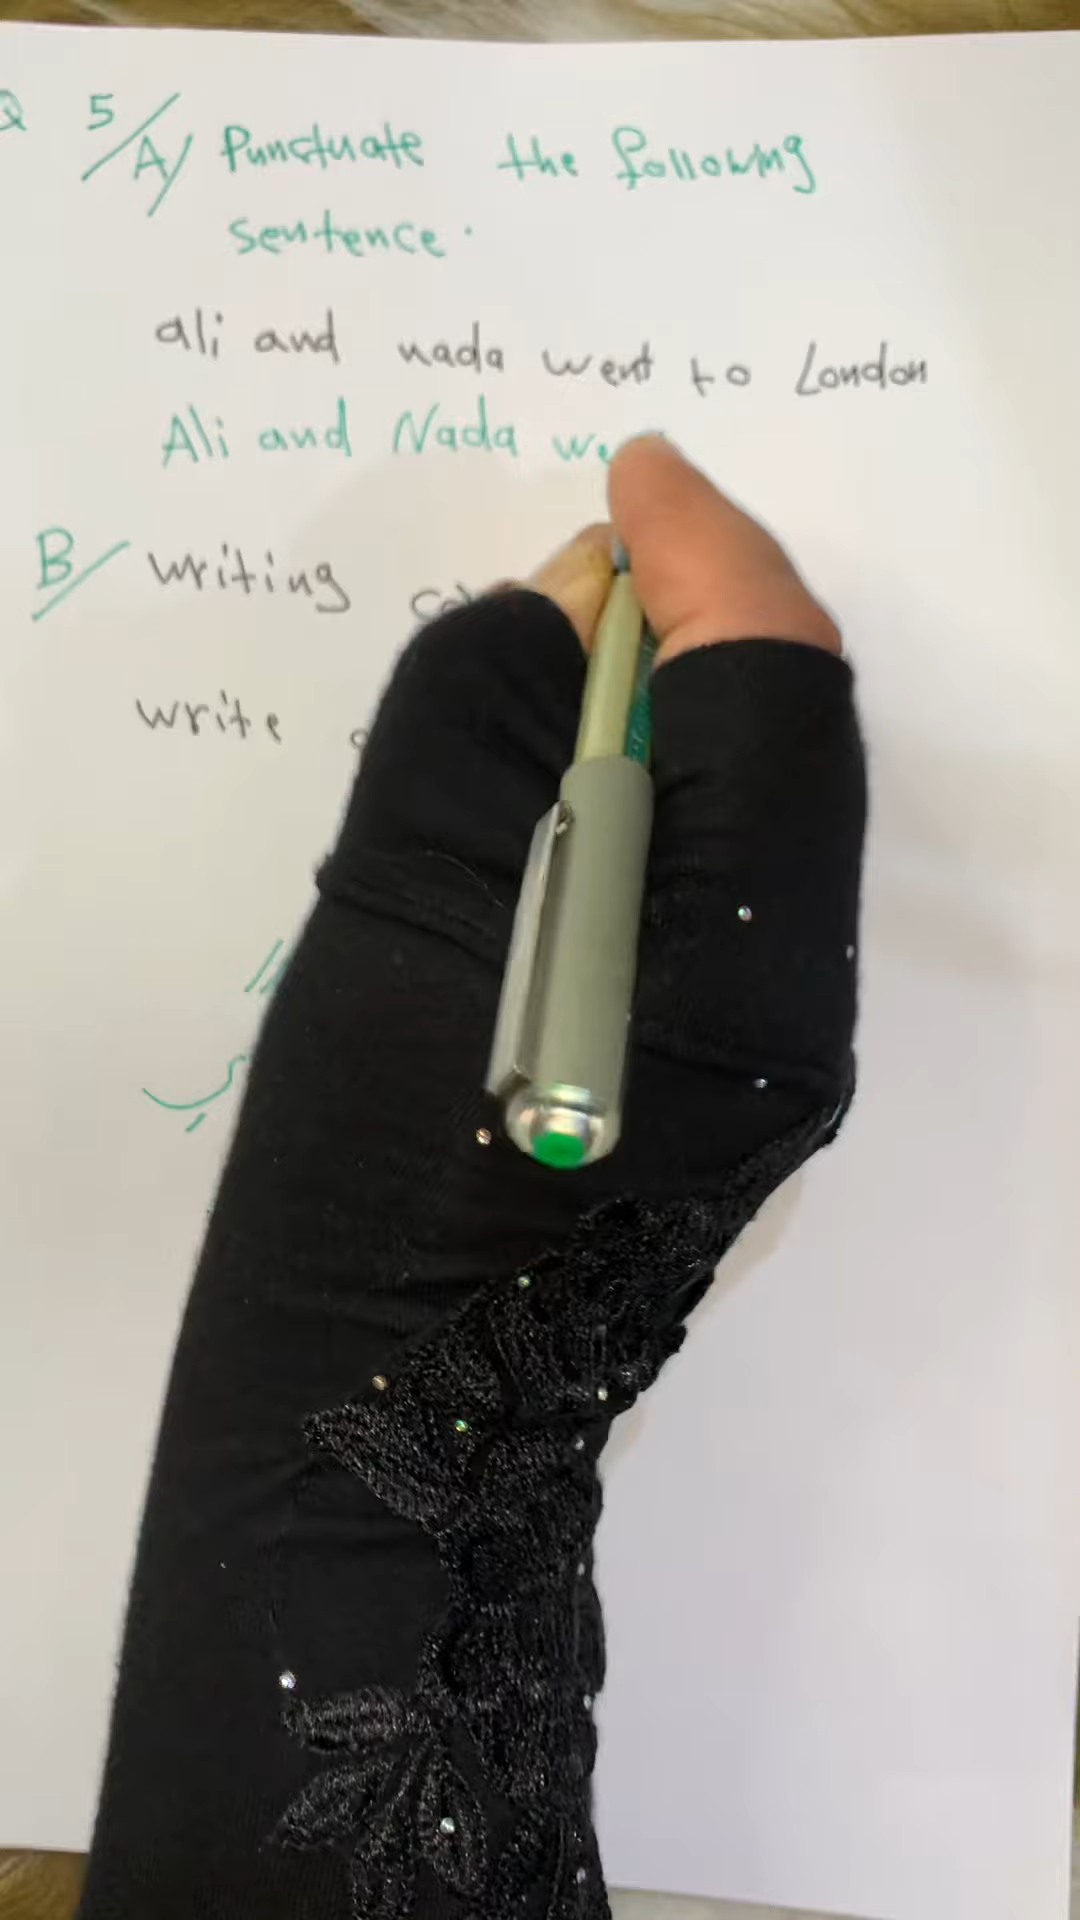 Q 5/A/ Punctuate the following
sentence.
ali and nada went to London
Ali and Nada we
B/ writing
write